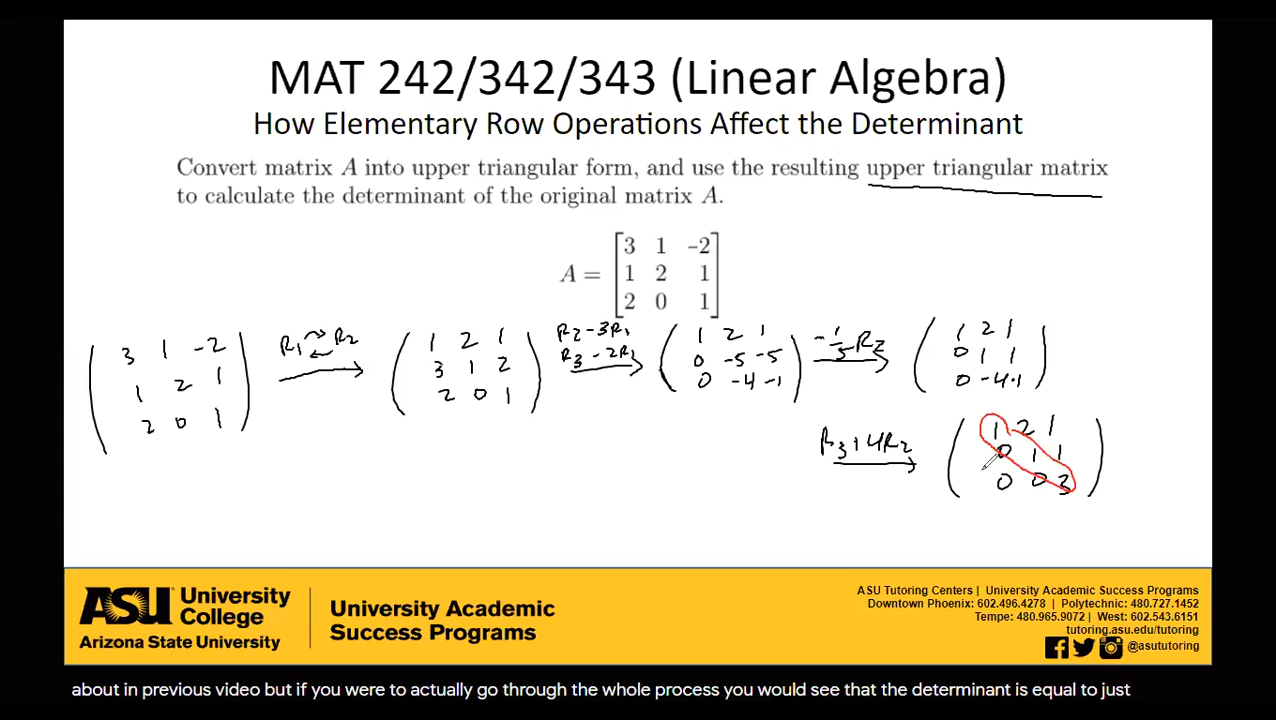 MAT 242/342/343 (Linear Algebra)
How Elementary Row Operations Affect the Determinant
Convert matrix A into upper triangular form, and use the resulting upper triangular matrix
to calculate the determinant of the original matrix A.
A = [3 1 -2
1 2 1
2 0 1]
3 1 -2
1 2 1
2 0 1
R1 R2
1 2 1
3 1 2
2 0 1
R2 - 3R1
R3 - 2R1
1 2 1
0 -5 -5
0 -4 -1
-1/5 R2
1 2 1
0 1 1
0 -4 -1
R3 + 4R2
1 2 1
0 1 1
0 0 3
ASU University College
Arizona State University
University Academic
Success Programs
ASU Tutoring Centers | University Academic Success Programs
Downtown Phoenix: 602.496.4278 | Polytechnic: 480.727.1452
Tempe: 480.965.9072 | West: 602.543.6151
tutoring.asu.edu/tutoring
@asututoring
about in previous video but if you were to actually go through the whole process you would see that the determinant is equal to just